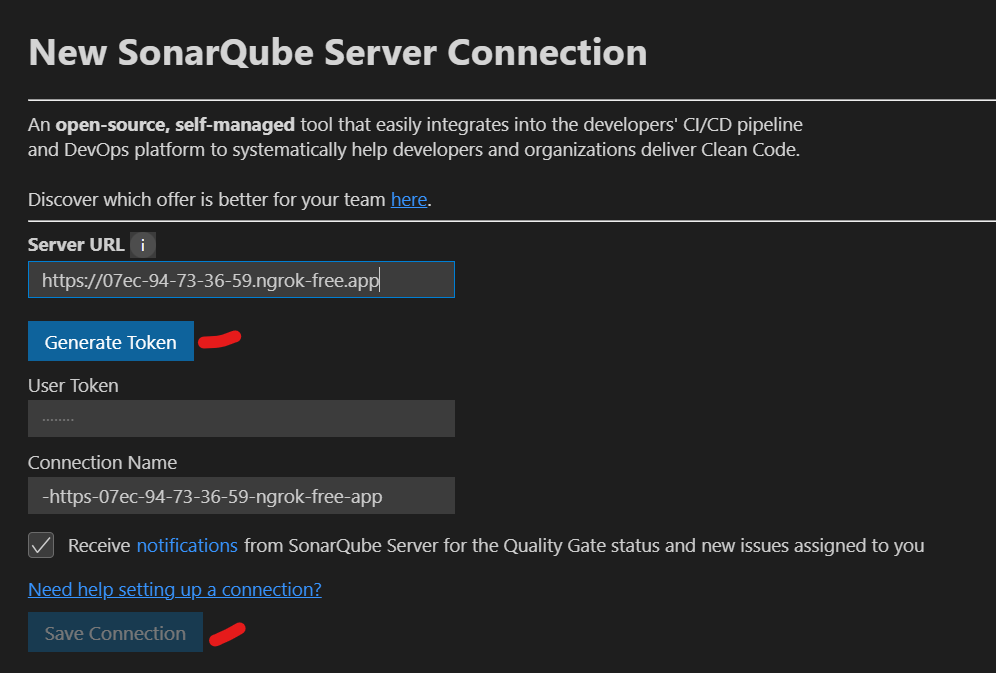 New SonarQube Server Connection
An open-source, self-managed tool that easily integrates into the developers' CI/CD pipeline
and DevOps platform to systematically help developers and organizations deliver Clean Code.
Discover which offer is better for your team here.
Server URL i
https://07ec-94-73-36-59.ngrok-free.app
Generate Token
User Token
········
Connection Name
-https-07ec-94-73-36-59-ngrok-free-app
Receive notifications from SonarQube Server for the Quality Gate status and new issues assigned to you
Need help setting up a connection?
Save Connection